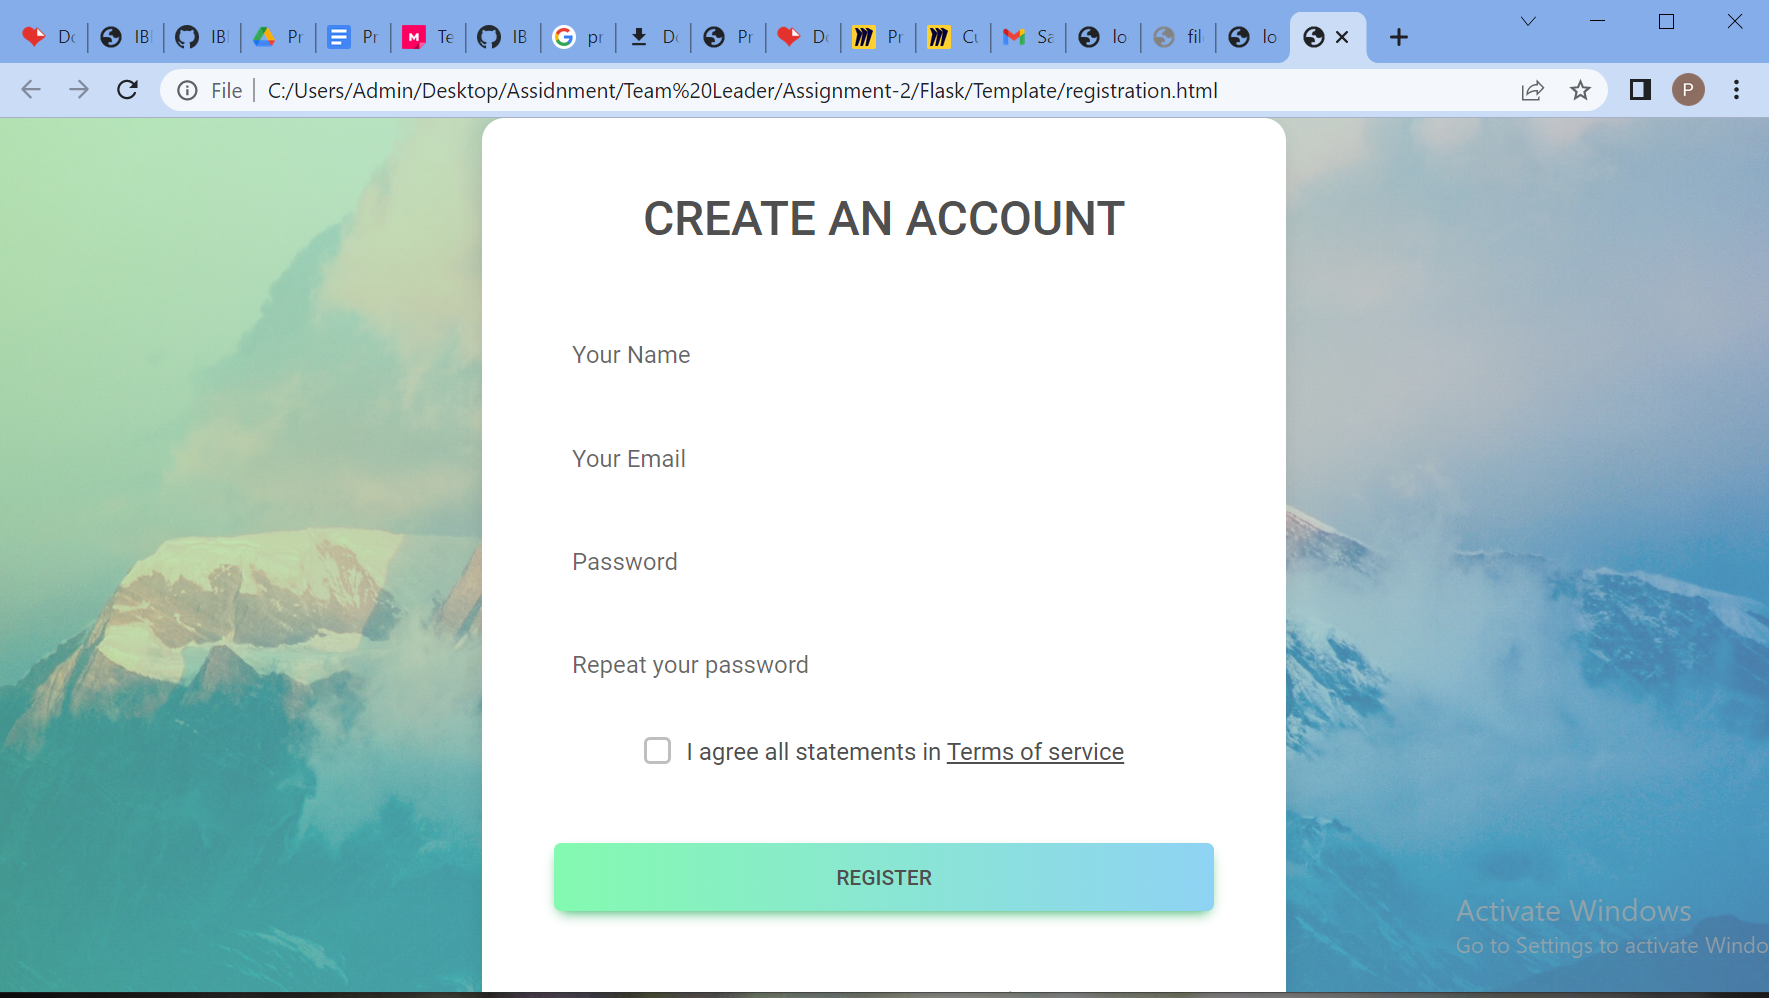 Dc IB IB Pr Pr Te IB pr Dc Pr Dc Pr Cu Sa lo fil lo
File C:/Users/Admin/Desktop/Assidnment/Team%20Leader/Assignment-2/Flask/Template/registration.html P
CREATE AN ACCOUNT
Your Name
Your Email
Password
Repeat your password
I agree all statements in Terms of service
REGISTER
Activate Windows
Go to Settings to activate Windo